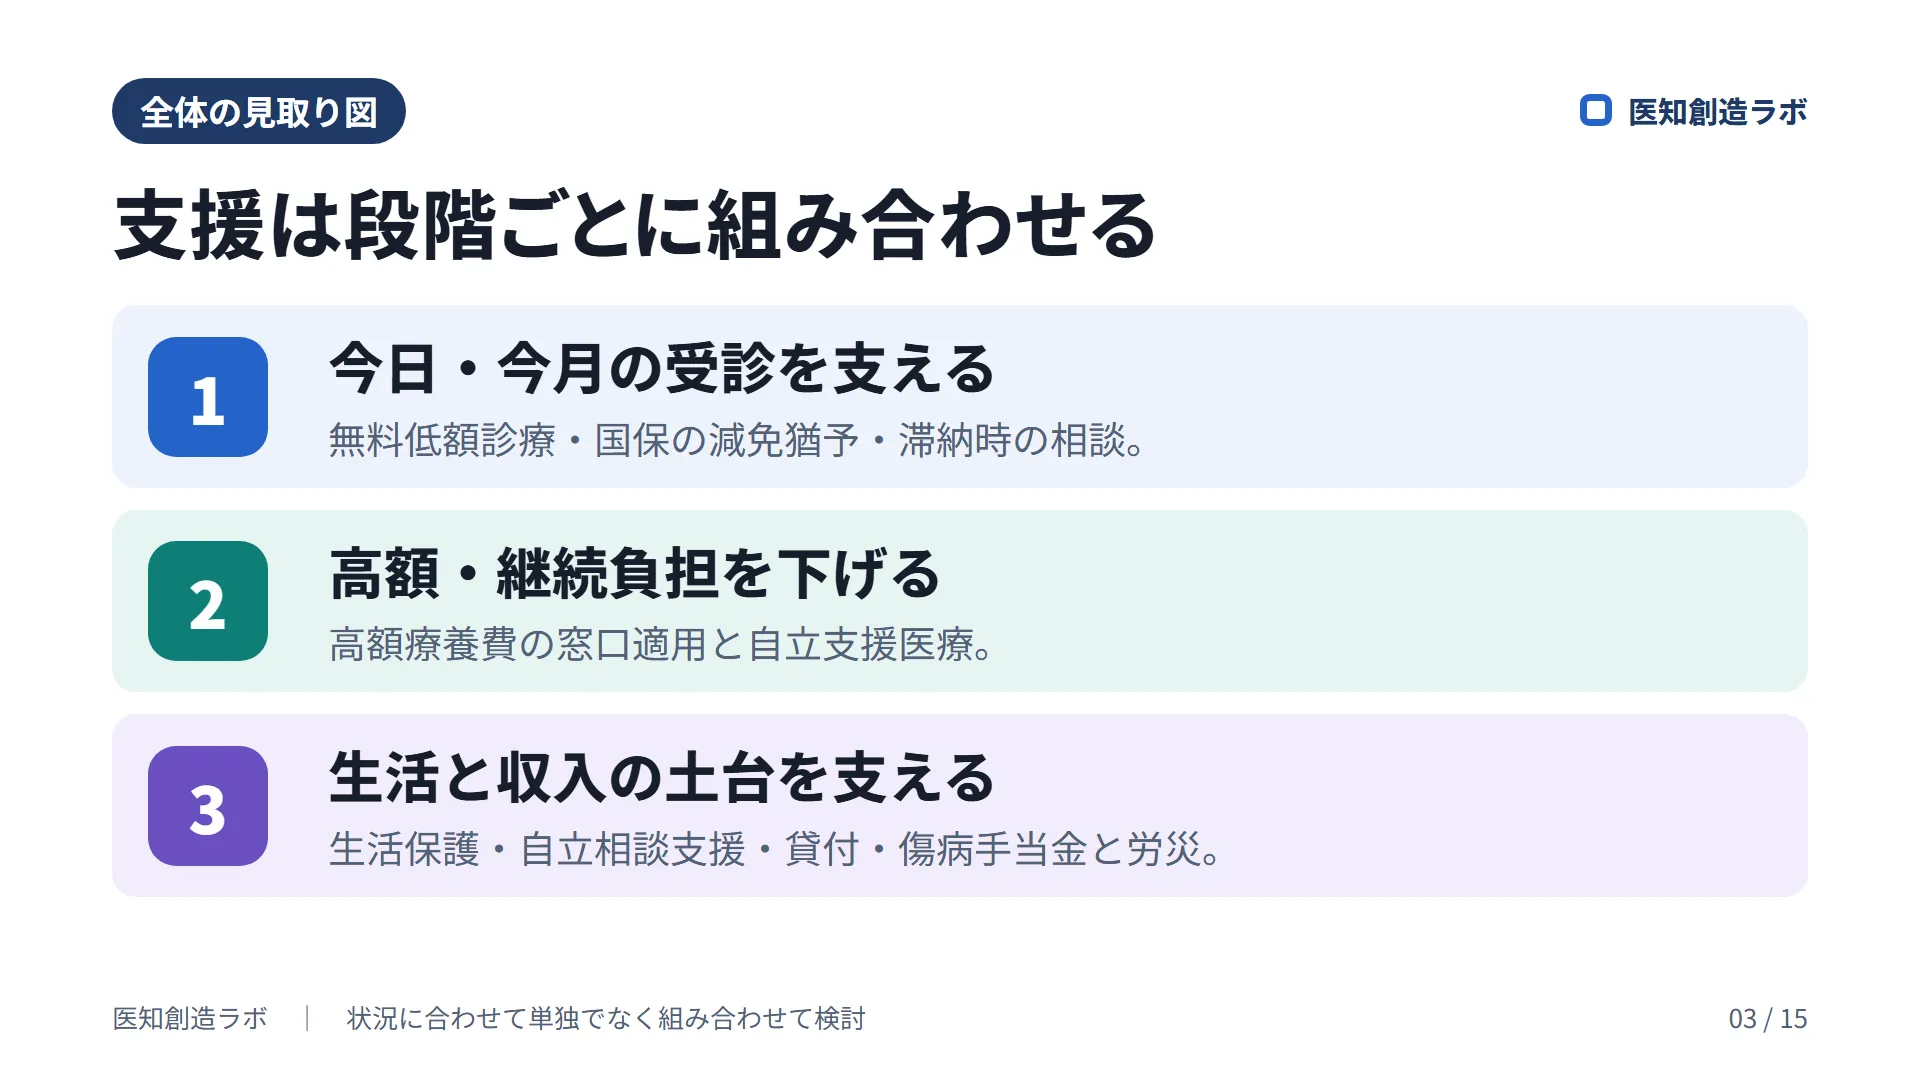 全体の見取り図
医知創造ラボ
支援は段階ごとに組み合わせる
1
今日・今月の受診を支える
無料低額診療・国保の減免猶予・滞納時の相談。
2
高額・継続負担を下げる
高額療養費の窓口適用と自立支援医療。
3
生活と収入の土台を支える
生活保護・自立相談支援・貸付・傷病手当金と労災。
医知創造ラボ ｜ 状況に合わせて単独でなく組み合わせて検討
03 / 15